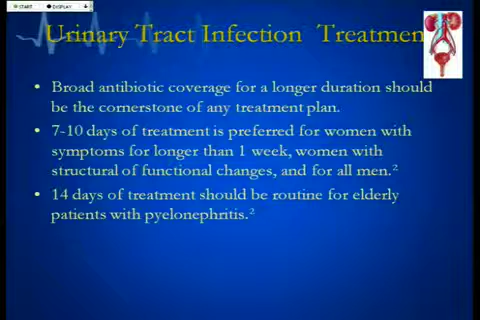 START DISPLAY
Urinary Tract Infection Treatmen
• Broad antibiotic coverage for a longer duration should
be the cornerstone of any treatment plan.
• 7-10 days of treatment is preferred for women with
symptoms for longer than 1 week, women with
structural of functional changes, and for all men.²
• 14 days of treatment should be routine for elderly
patients with pyelonephritis.²